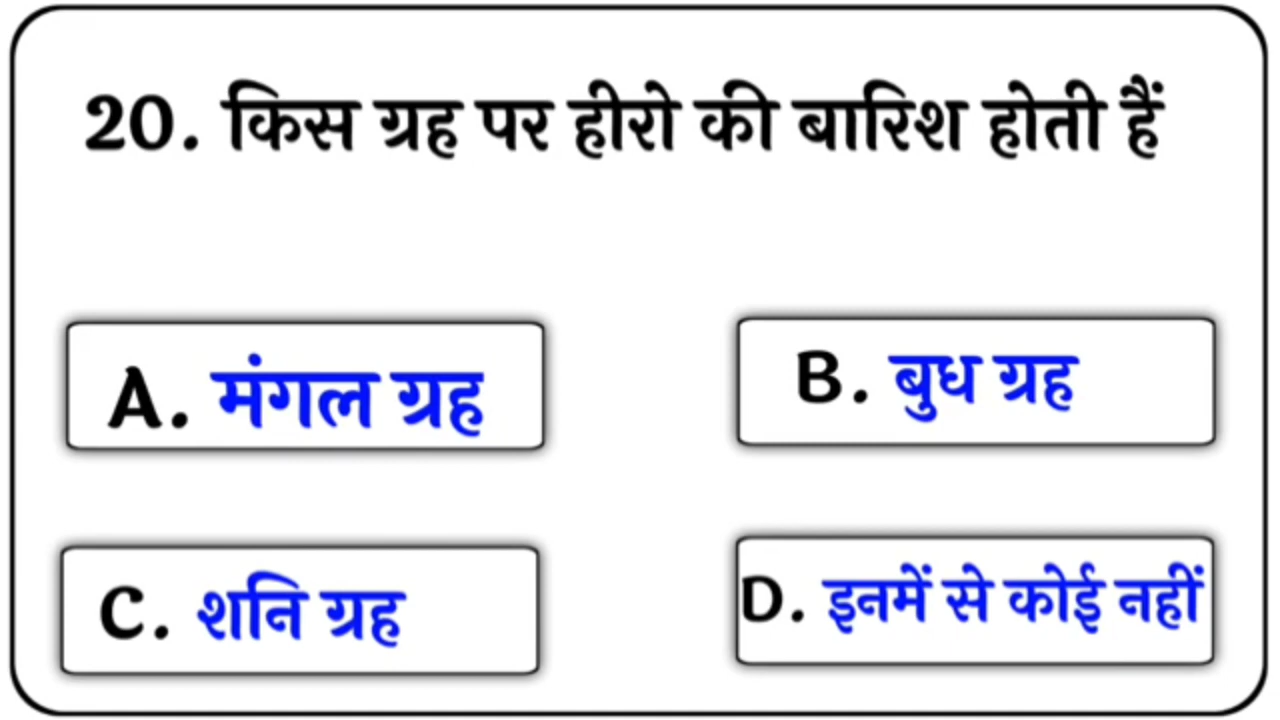 20. किस ग्रह पर हीरो की बारिश होती हैं
A. मंगल ग्रह
B. बुध ग्रह
C. शनि ग्रह
D. इनमें से कोई नहीं